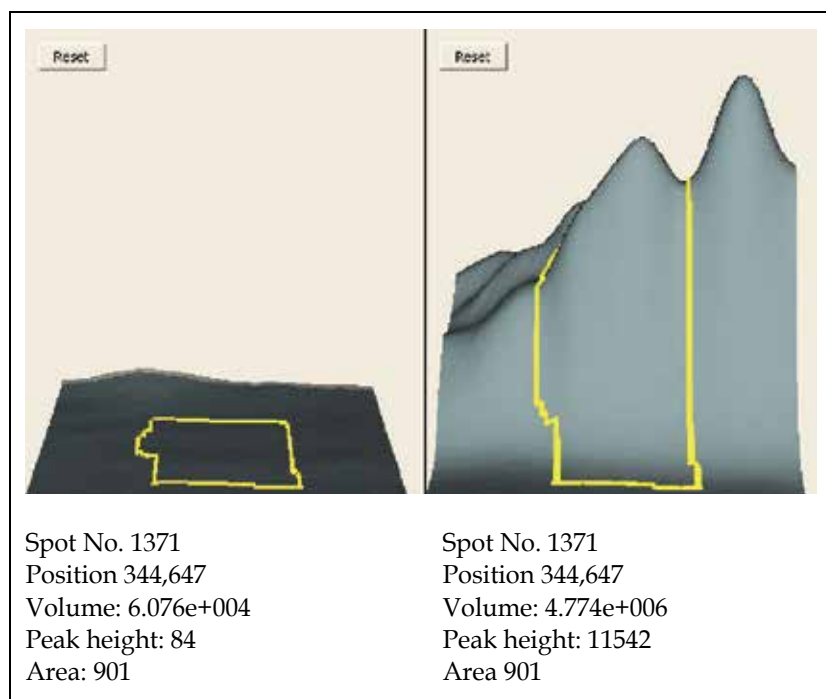 Reset
Reset
Spot No. 1371
Position 344,647
Volume: 6.076e+004
Peak height: 84
Area: 901
Spot No. 1371
Position 344,647
Volume: 4.774e+006
Peak height: 11542
Area 901